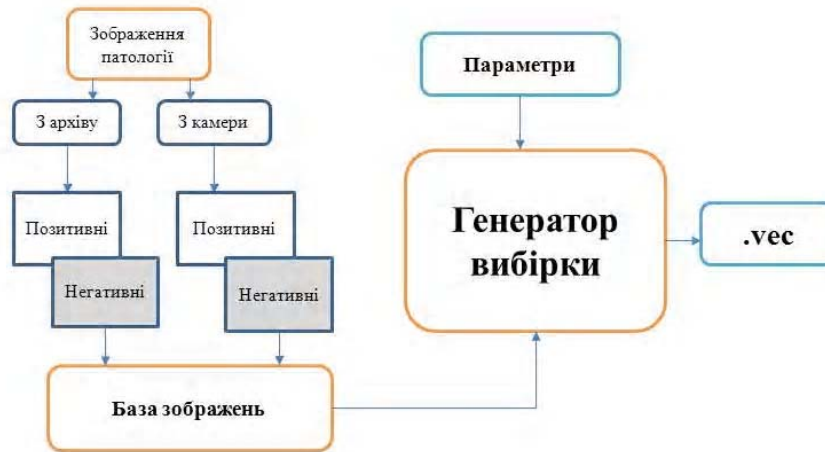 Зображення
патології
З архіву
З камери
Позитивні
Позитивні
Негативні
Негативні
База зображень
Параметри
Генератор
вибірки
.vec